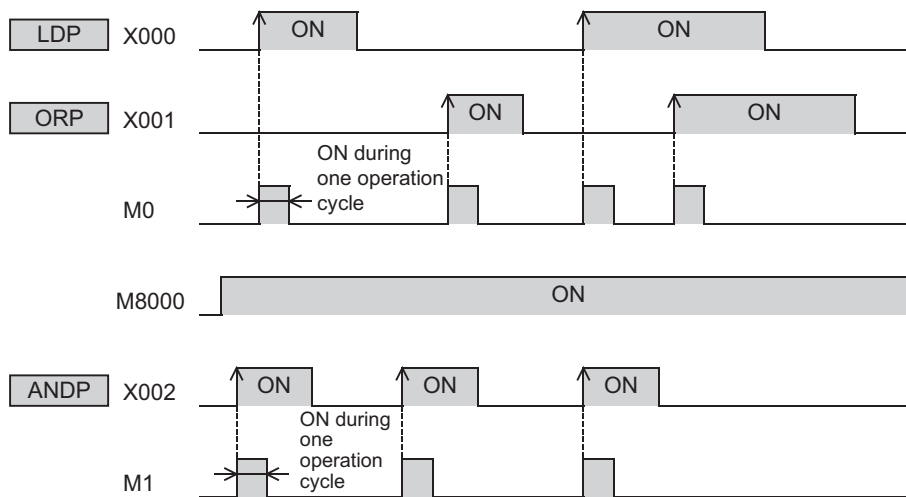 LDP X000 ON ON
ORP X001 ON ON
ON during
one operation
cycle
M0
M8000 ON
ANDP X002 ON ON ON
ON during
one
operation
cycle
M1